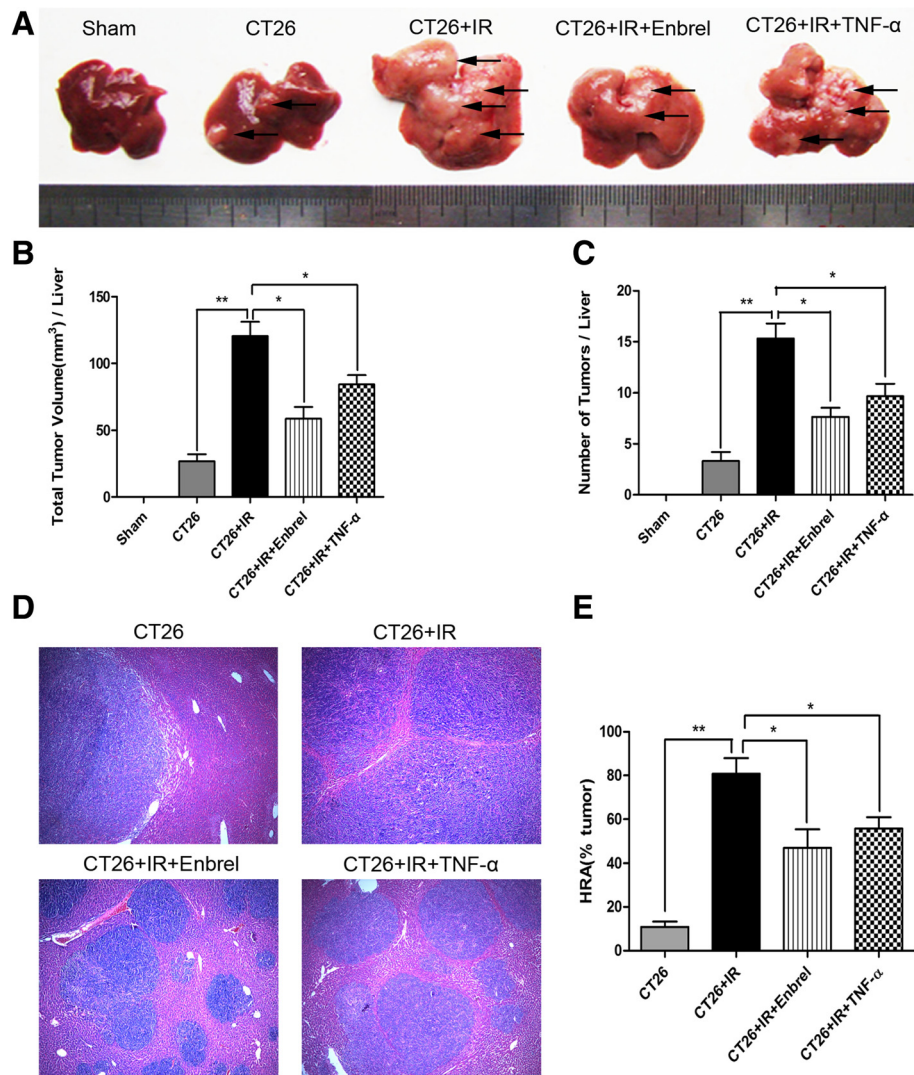 A
Sham CT26 CT26+IR CT26+IR+Enbrel CT26+IR+TNF-α
B
Total Tumor Volume(mm³) / Liver
150
100
50
0
** * *
Sham
CT26
CT26+IR
CT26+IR+Enbrel
CT26+IR+TNF-α
C
Number of Tumors / Liver
20
15
10
5
0
** * *
Sham
CT26
CT26+IR
CT26+IR+Enbrel
CT26+IR+TNF-α
D
CT26 CT26+IR
CT26+IR+Enbrel CT26+IR+TNF-α
E
HRA(% tumor)
100
80
60
40
20
0
** * *
CT26
CT26+IR
CT26+IR+Enbrel
CT26+IR+TNF-α